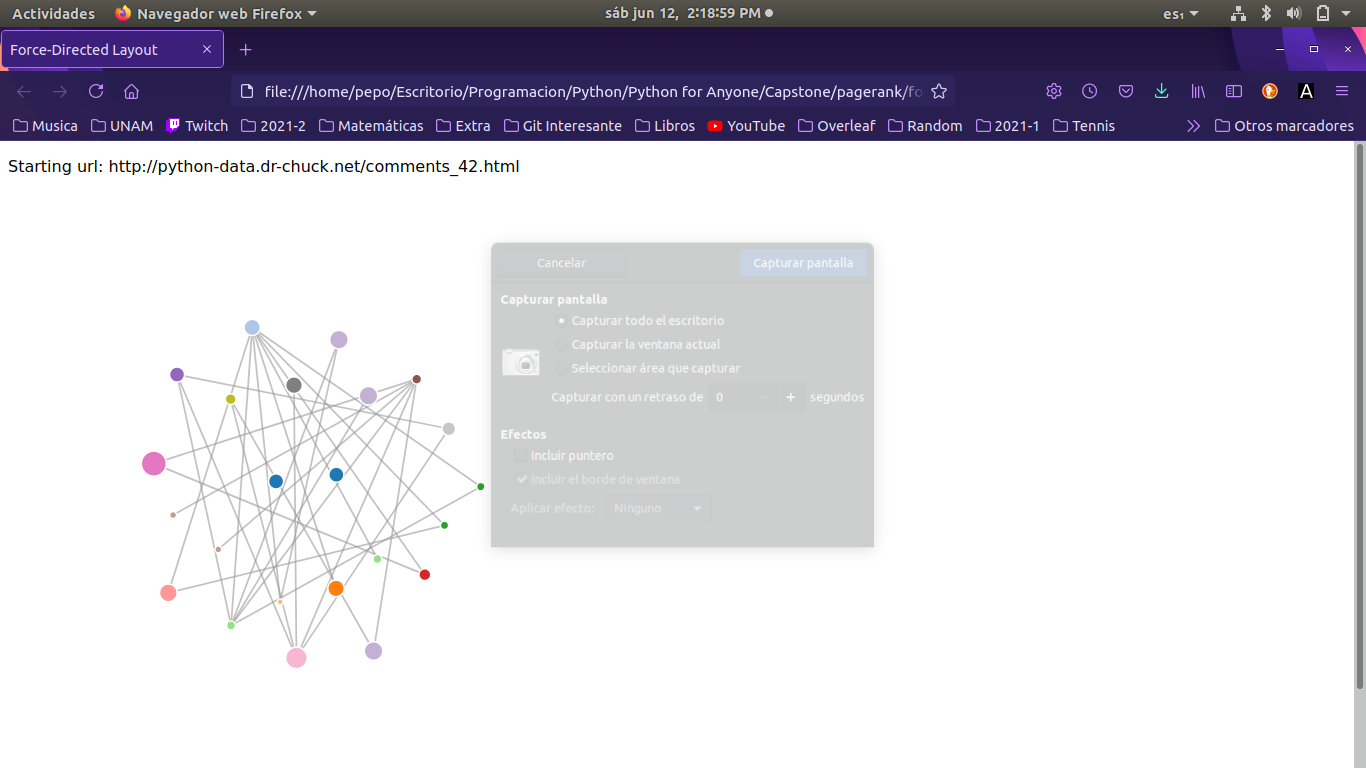 Actividades Navegador web Firefox sáb jun 12, 2:18:59 PM es₁
Force-Directed Layout
file:///home/pepo/Escritorio/Programacion/Python/Python for Anyone/Capstone/pagerank/fo
Musica UNAM Twitch 2021-2 Matemáticas Extra Git Interesante Libros YouTube Overleaf Random 2021-1 Tennis Otros marcadores
Starting url: http://python-data.dr-chuck.net/comments_42.html
Cancelar Capturar pantalla
Capturar pantalla
Capturar todo el escritorio
Capturar la ventana actual
Seleccionar área que capturar
Capturar con un retraso de 0 − + segundos
Efectos
Incluir puntero
Incluir el borde de ventana
Aplicar efecto: Ninguno